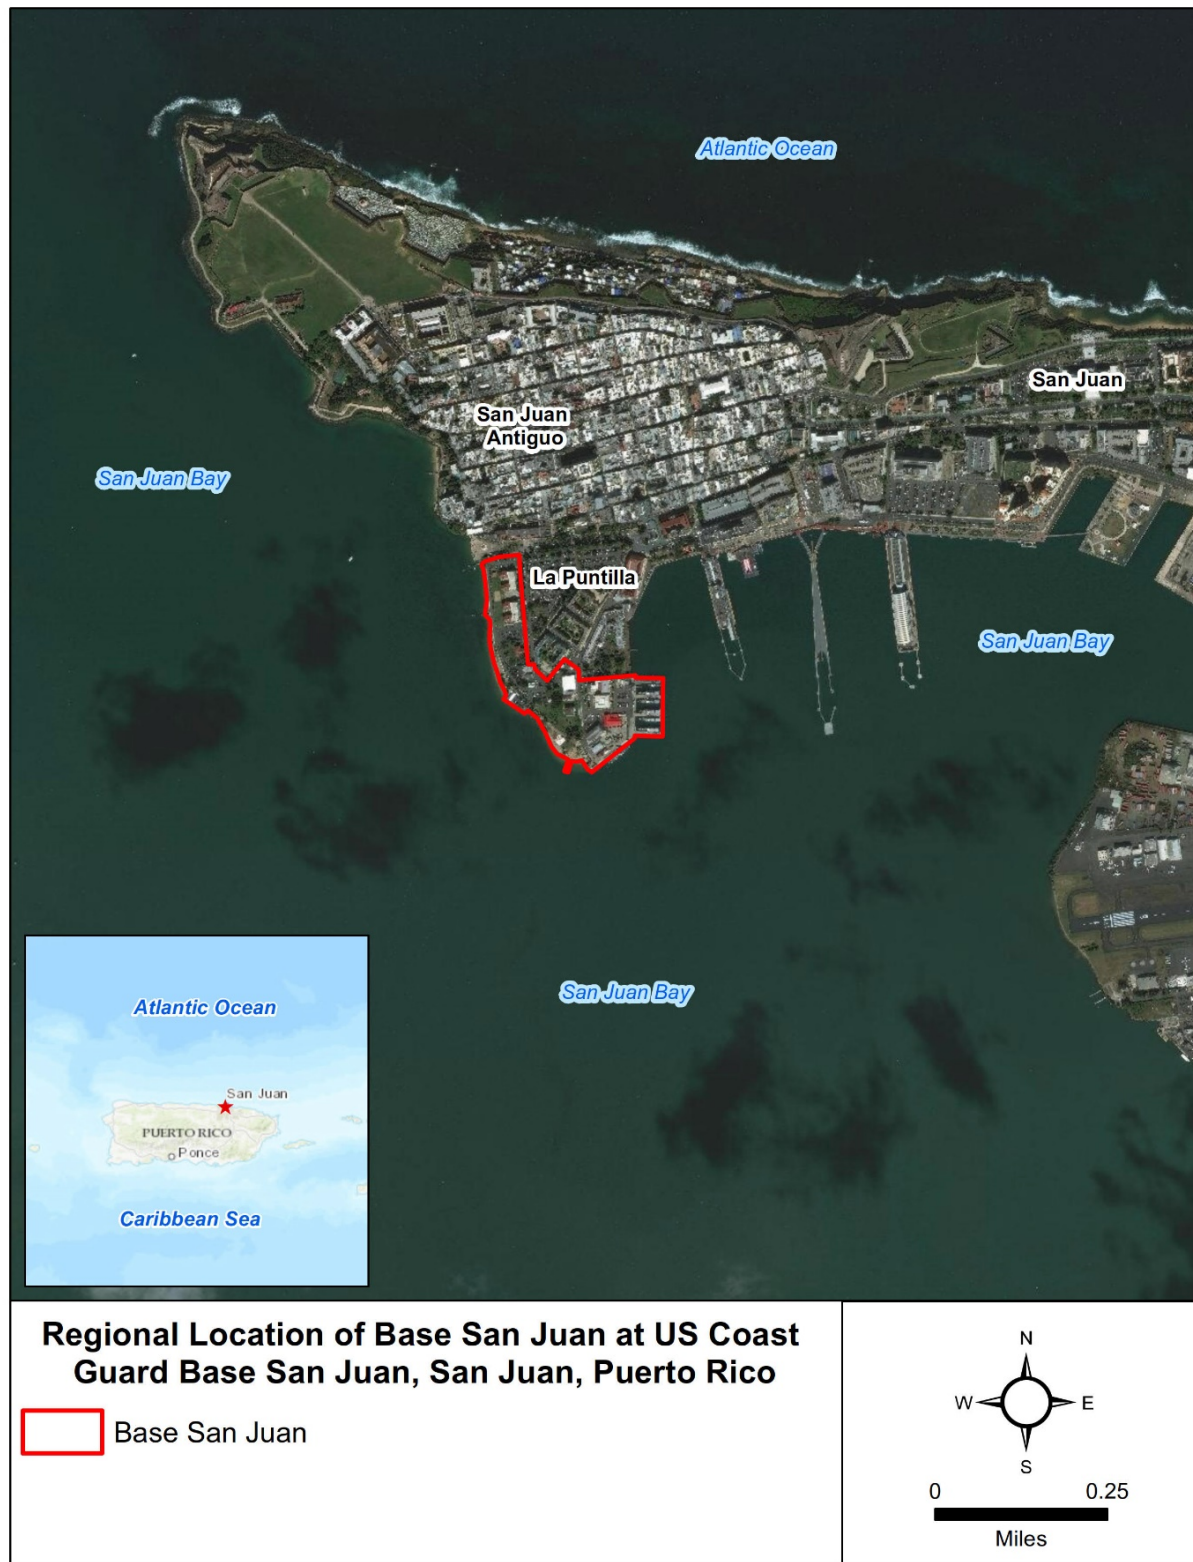 Atlantic Ocean
San Juan
San Juan
Antiguo
San Juan Bay
La Puntilla
San Juan Bay
San Juan Bay
Atlantic Ocean
San Juan
PUERTO RICO
Ponce
Caribbean Sea
Regional Location of Base San Juan at US Coast
Guard Base San Juan, San Juan, Puerto Rico
Base San Juan
N
W
E
S
0
0.25
Miles